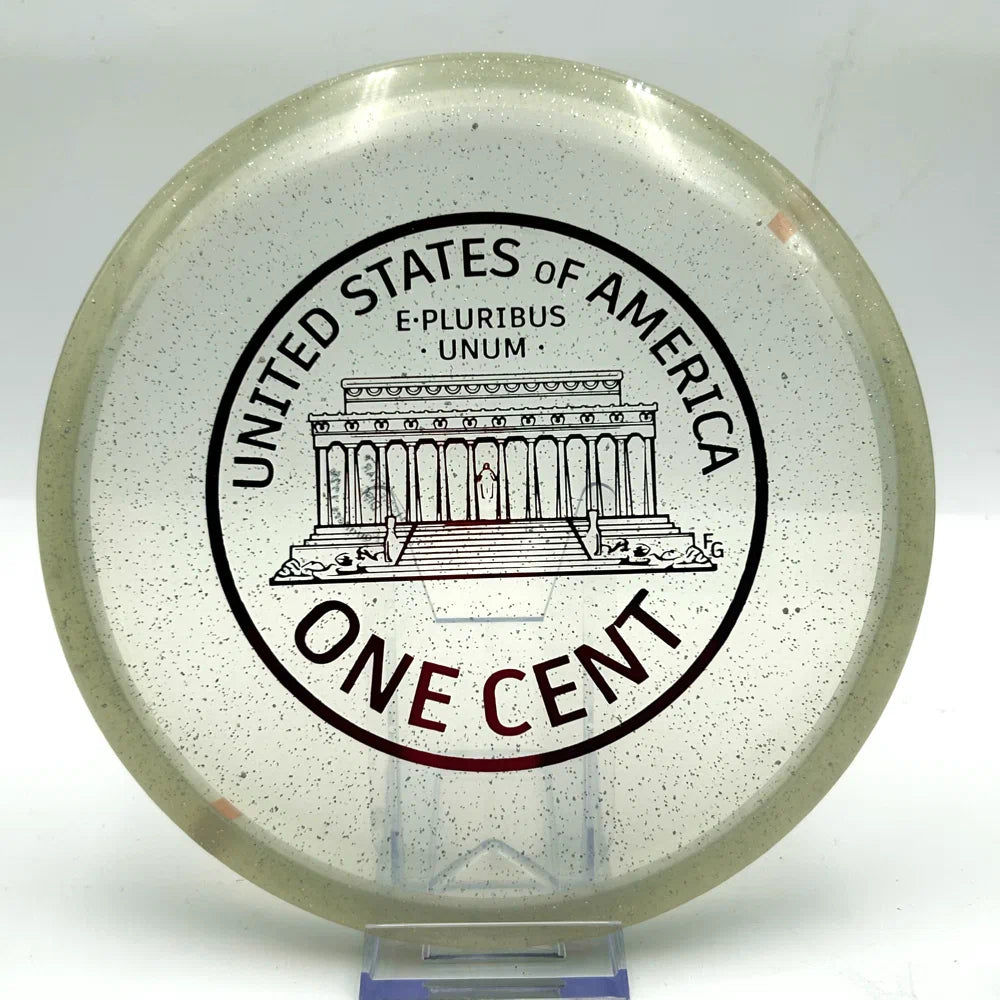 UNITED STATES oF AMERICA
E·PLURIBUS
· UNUM ·
FG
ONE CENT